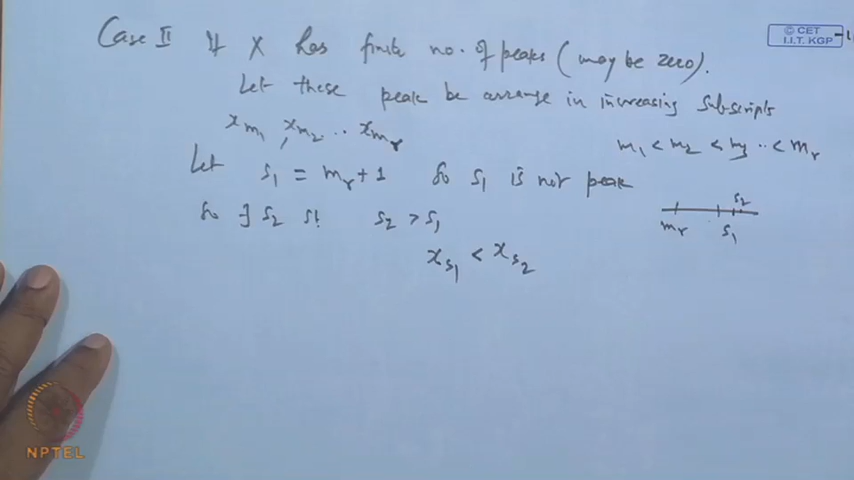 Case II If X has finite no. of peaks (may be zero).
© CET
I.I.T. KGP
Let these peak be arrange in increasing subscripts
x_{m_1}, x_{m_2} .. x_{m_r}
m_1 < m_2 < m_3 .. < m_r
Let s_1 = m_r + 1 So s_1 is not peak
So ∃ s_2 s.t. s_2 > s_1
m_r s_1 s_2
x_{s_1} < x_{s_2}
NPTEL